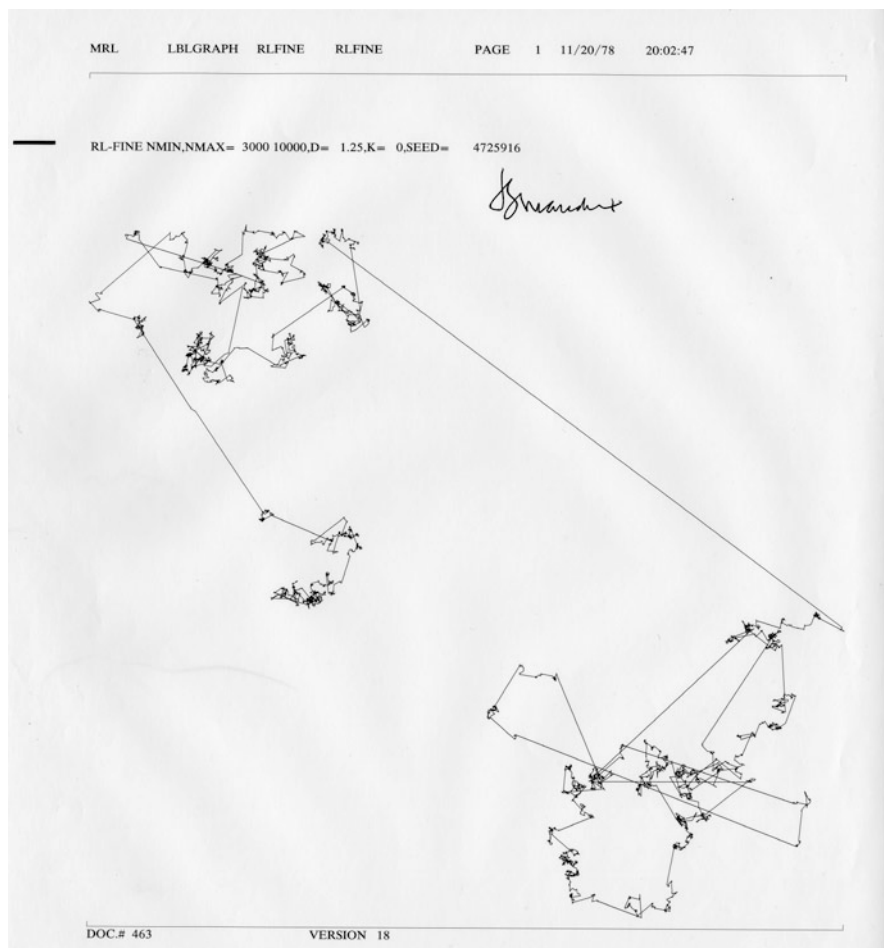 MRL LBLGRAPH RLFINE RLFINE PAGE 1 11/20/78 20:02:47
RL-FINE NMIN,NMAX= 3000 10000,D= 1.25,K= 0,SEED= 4725916
DOC.# 463 VERSION 18